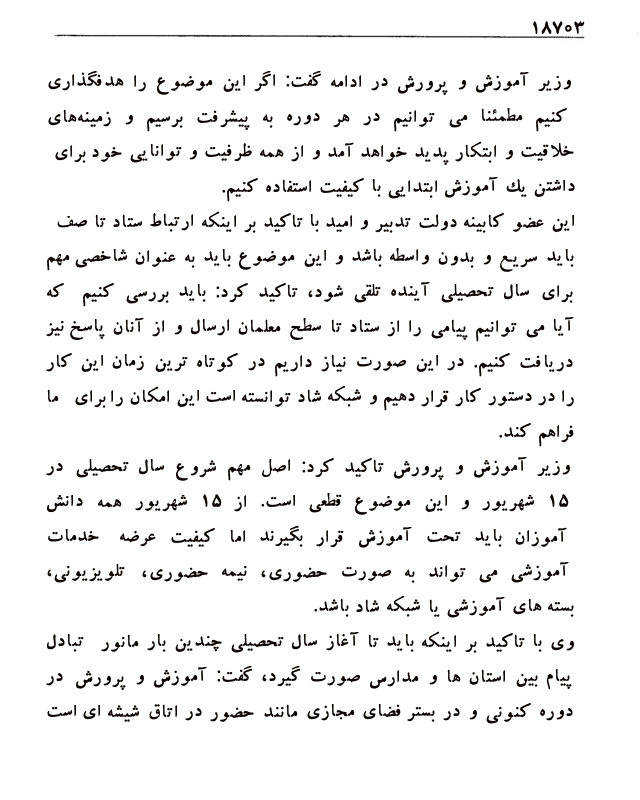 ۱۸۷۰۳
وزیر آموزش و پرورش در ادامه گفت: اگر این موضوع را هدفگذاری
کنیم مطمئنا می توانیم در هر دوره به پیشرفت برسیم و زمینه‌های
خلاقیت و ابتکار پدید خواهد آمد و از همه ظرفیت و توانایی خود برای
داشتن یك آموزش ابتدایی با کیفیت استفاده کنیم.
این عضو کابینه دولت تدبیر و امید با تاکید بر اینکه ارتباط ستاد تا صف
باید سریع و بدون واسطه باشد و این موضوع باید به عنوان شاخصی مهم
برای سال تحصیلی آینده تلقی شود، تاکید کرد: باید بررسی کنیم که
آیا می توانیم پیامی را از ستاد تا سطح معلمان ارسال و از آنان پاسخ نیز
دریافت کنیم. در این صورت نیاز داریم در کوتاه ترین زمان این کار
را در دستور کار قرار دهیم و شبکه شاد توانسته است این امکان را برای ما
فراهم کند.
وزیر آموزش و پرورش تاکید کرد: اصل مهم شروع سال تحصیلی در
۱۵ شهریور و این موضوع قطعی است. از ۱۵ شهریور همه دانش
آموزان باید تحت آموزش قرار بگیرند اما کیفیت عرضه خدمات
آموزشی می تواند به صورت حضوری، نیمه حضوری، تلویزیونی،
بسته های آموزشی یا شبکه شاد باشد.
وی با تاکید بر اینکه باید تا آغاز سال تحصیلی چندین بار مانور تبادل
پیام بین استان ها و مدارس صورت گیرد، گفت: آموزش و پرورش در
دوره کنونی و در بستر فضای مجازی مانند حضور در اتاق شیشه ای است